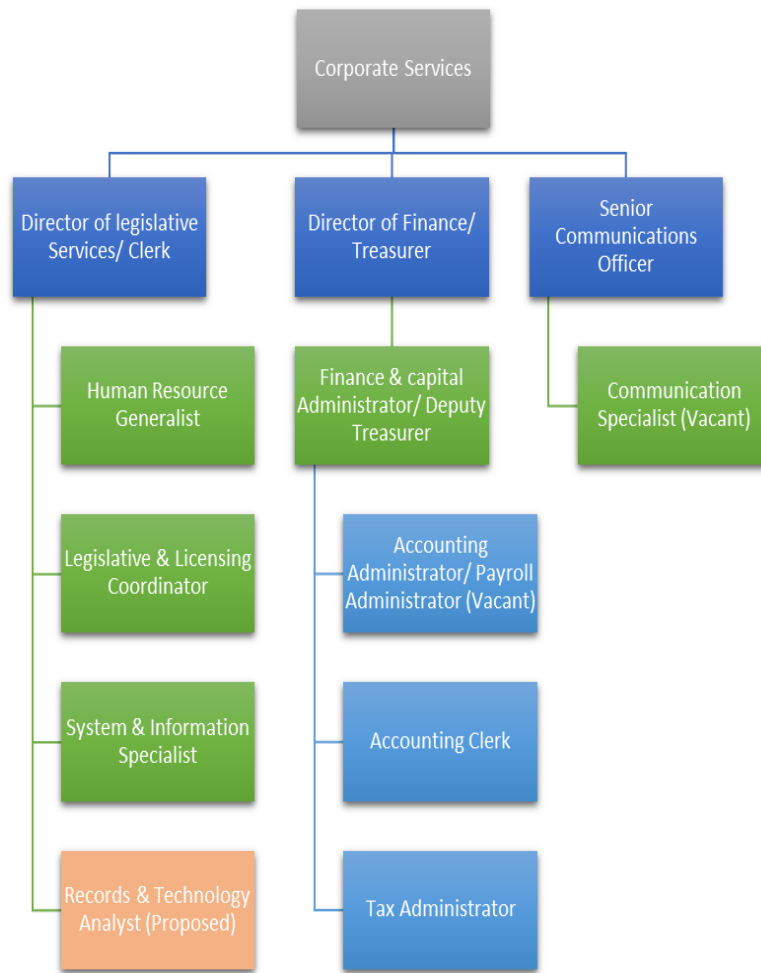 Corporate Services
Director of legislative
Services/ Clerk
Director of Finance/
Treasurer
Senior
Communications
Officer
Human Resource
Generalist
Finance & capital
Administrator/ Deputy
Treasurer
Communication
Specialist (Vacant)
Legislative & Licensing
Coordinator
Accounting
Administrator/ Payroll
Administrator (Vacant)
System & Information
Specialist
Accounting Clerk
Records & Technology
Analyst (Proposed)
Tax Administrator